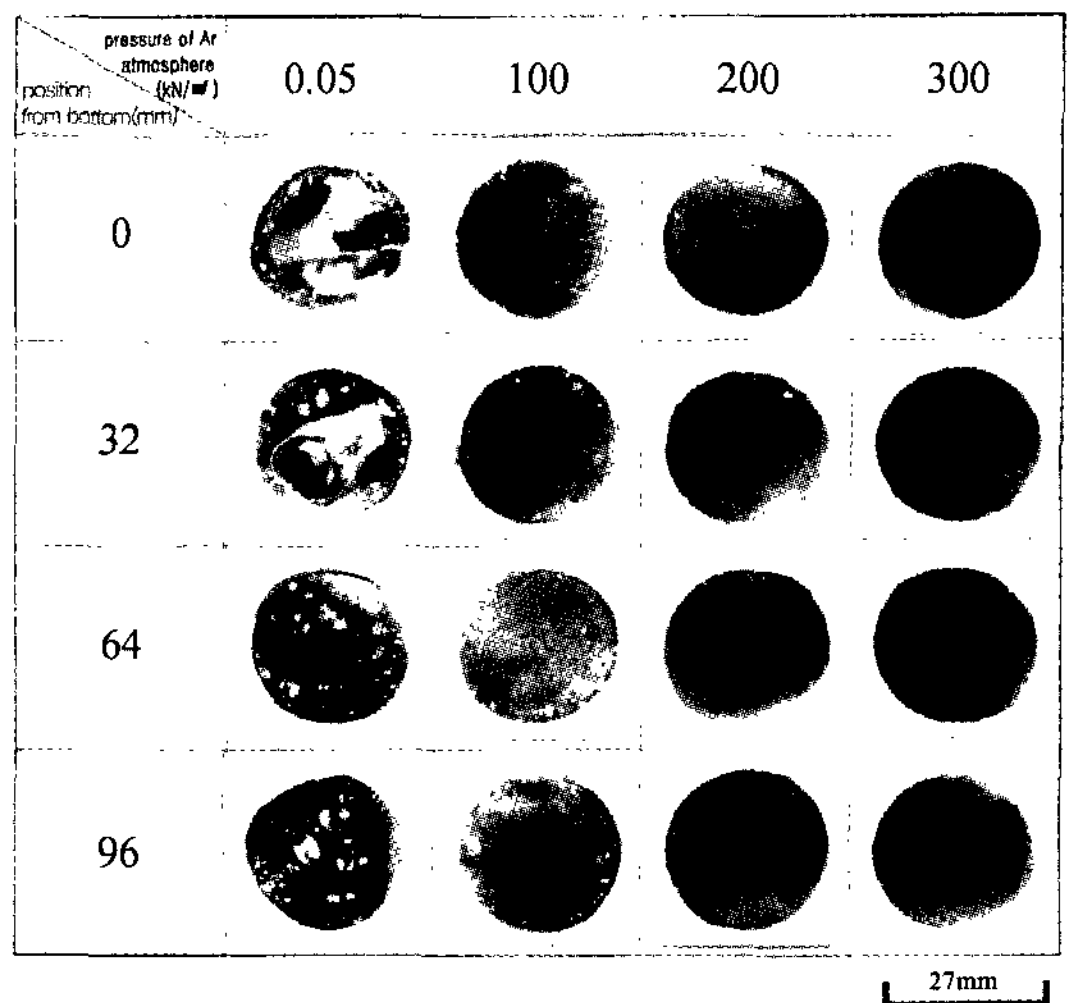 pressure of Ar
atmosphere
(kN/㎡)
position
from bottom(mm)
0.05 100 200 300
0
32
64
96
27mm